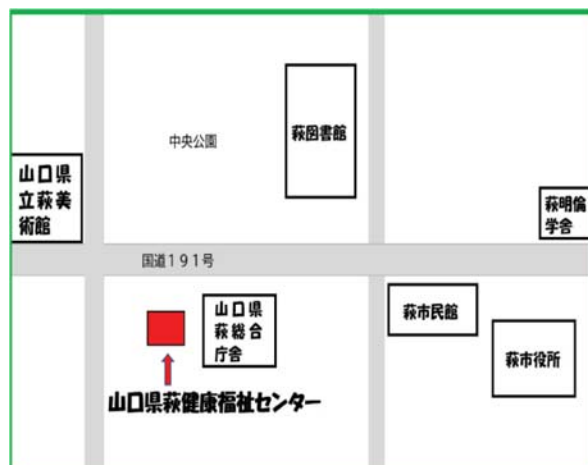 萩図書館
中央公園
山口県
立萩美
術館
萩明倫
学舎
国道191号
山口県
萩総合
庁舎
萩市民館
萩市役所
山口県萩健康福祉センター